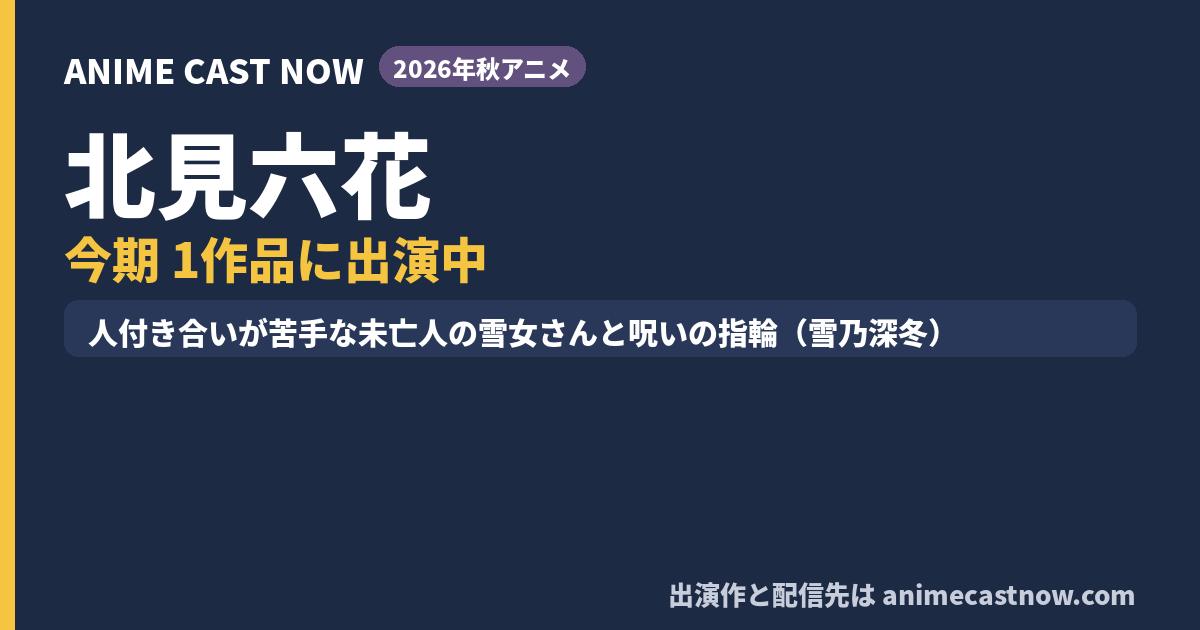 ANIME CAST NOW 2026年秋アニメ
北見六花
今期 1作品に出演中
人付き合いが苦手な未亡人の雪女さんと呪いの指輪（雪乃深冬）
出演作と配信先は animecastnow.com